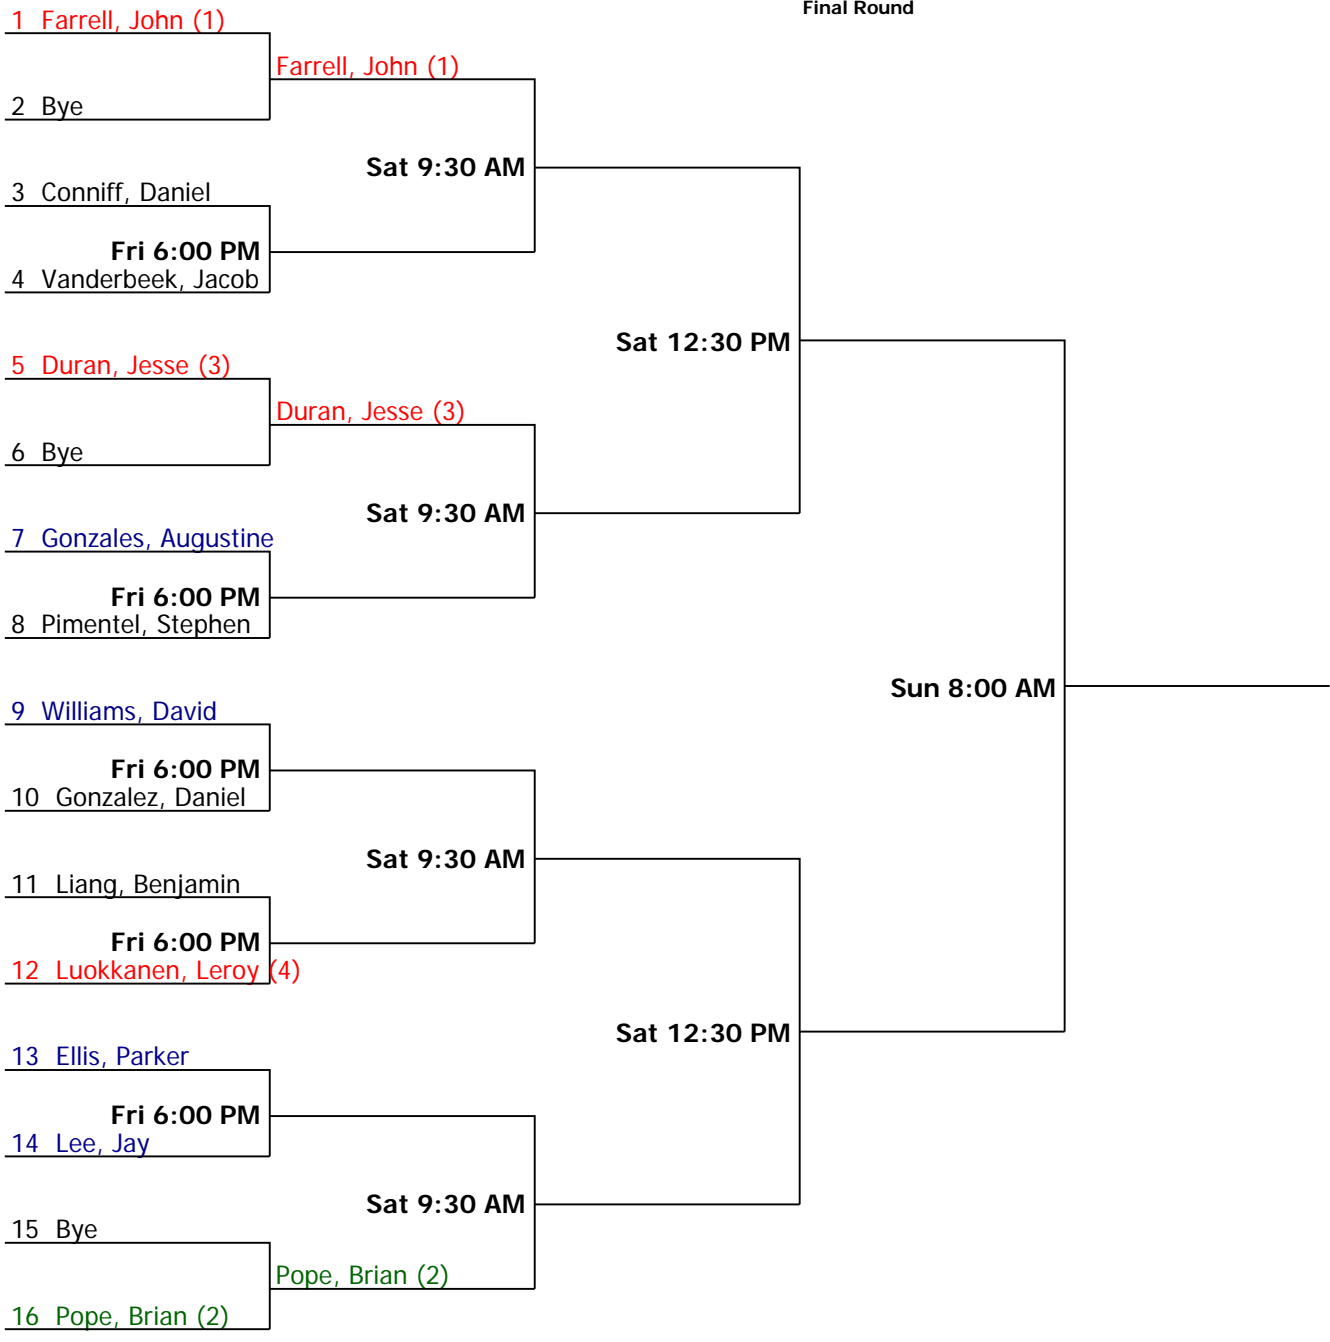 Final Round
1 Farrell, John (1)
Farrell, John (1)
2 Bye
Sat 9:30 AM
3 Conniff, Daniel
Fri 6:00 PM
4 Vanderbeek, Jacob
Sat 12:30 PM
5 Duran, Jesse (3)
Duran, Jesse (3)
6 Bye
Sat 9:30 AM
7 Gonzales, Augustine
Fri 6:00 PM
8 Pimentel, Stephen
Sun 8:00 AM
9 Williams, David
Fri 6:00 PM
10 Gonzalez, Daniel
Sat 9:30 AM
11 Liang, Benjamin
Fri 6:00 PM
12 Luokkanen, Leroy (4)
Sat 12:30 PM
13 Ellis, Parker
Fri 6:00 PM
14 Lee, Jay
Sat 9:30 AM
15 Bye
Pope, Brian (2)
16 Pope, Brian (2)